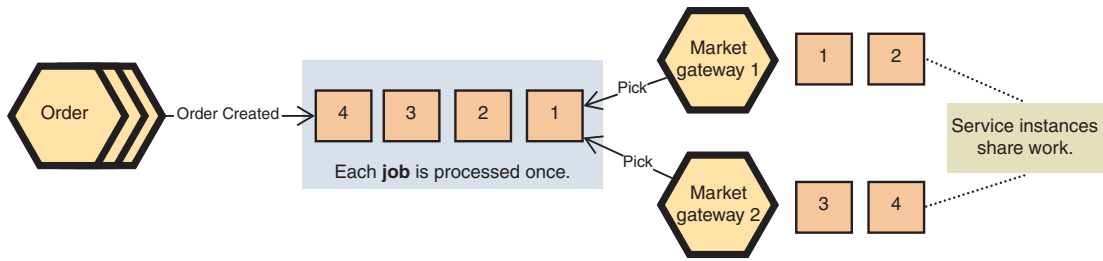 Order
Order Created
4 3 2 1
Each job is processed once.
Pick
Pick
Market
gateway 1
1 2
Market
gateway 2
3 4
Service instances
share work.